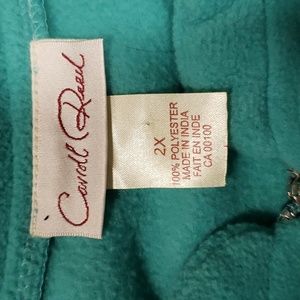 Carroll Reed
2X
100% POLYESTER
MADE IN INDIA
FAIT EN INDE
CA 00100